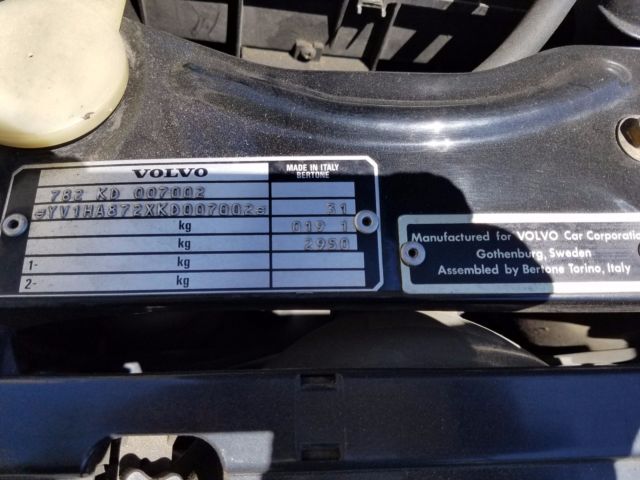 VOLVO
MADE IN ITALY
BERTONE
782 KD 007002
YV1HA872XKD007002 31
kg 019 1
kg 2950
1- kg
2- kg
Manufactured for VOLVO Car Corporation
Gothenburg, Sweden
Assembled by Bertone Torino, Italy